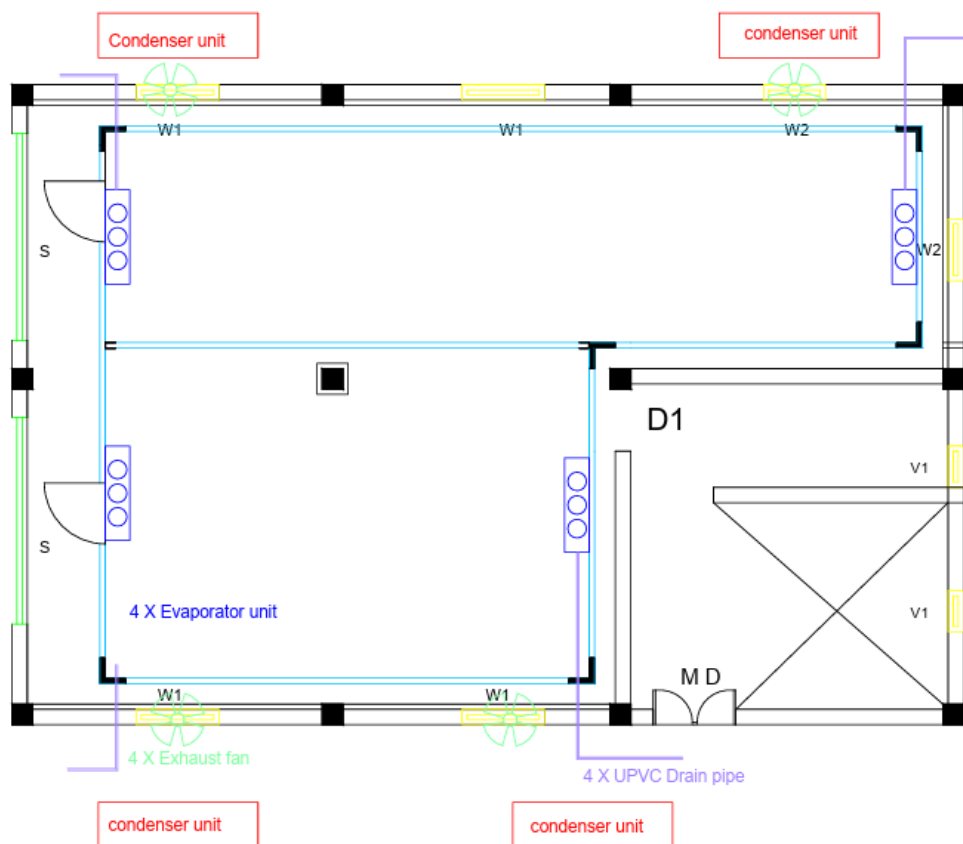 Condenser unit
condenser unit
W1
W1
W2
S
W2
D1
V1
S
4 X Evaporator unit
V1
M D
W1
W1
4 X Exhaust fan
4 X UPVC Drain pipe
condenser unit
condenser unit